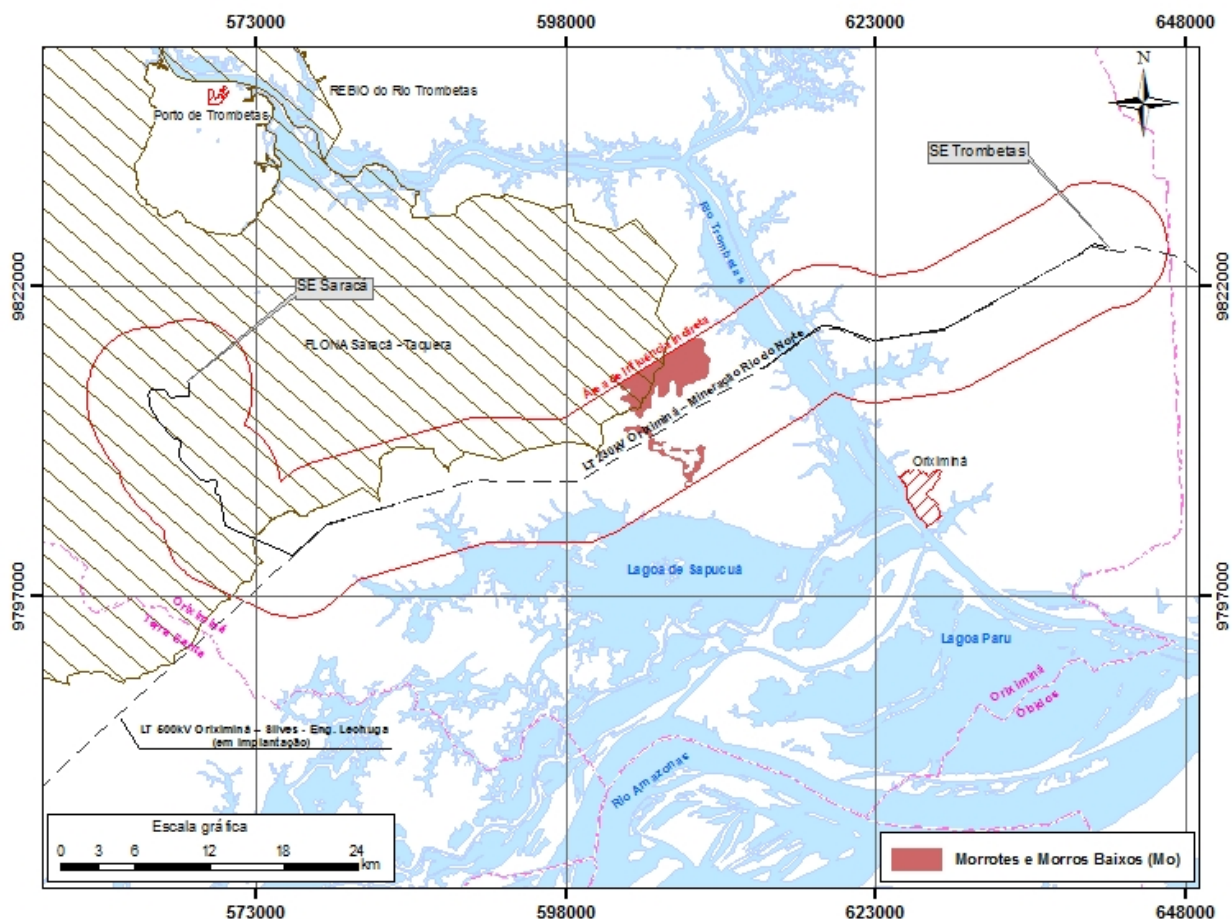 573000
598000
623000
648000
N
REBIO do Rio Trombetas
Porto de Trombetas
SE Trombetas
Rio Trombetas
9822000
9822000
SE Saracá
FLONA Saracá - Taquera
Área de Influência Indireta
LT 230kV Oriximiná - Mineração Rio do Norte
Oriximiná
Lagoa de Sapucuá
9797000
9797000
Oriximiná
Terra Santa
Lagoa Paru
Oriximiná
Óbidos
LT 500kV Oriximiná - Silves - Eng. Lechuga
(em implantação)
Rio Amazonas
Escala gráfica
0 3 6 12 18 24
km
Morrotes e Morros Baixos (Mo)
573000
598000
623000
648000